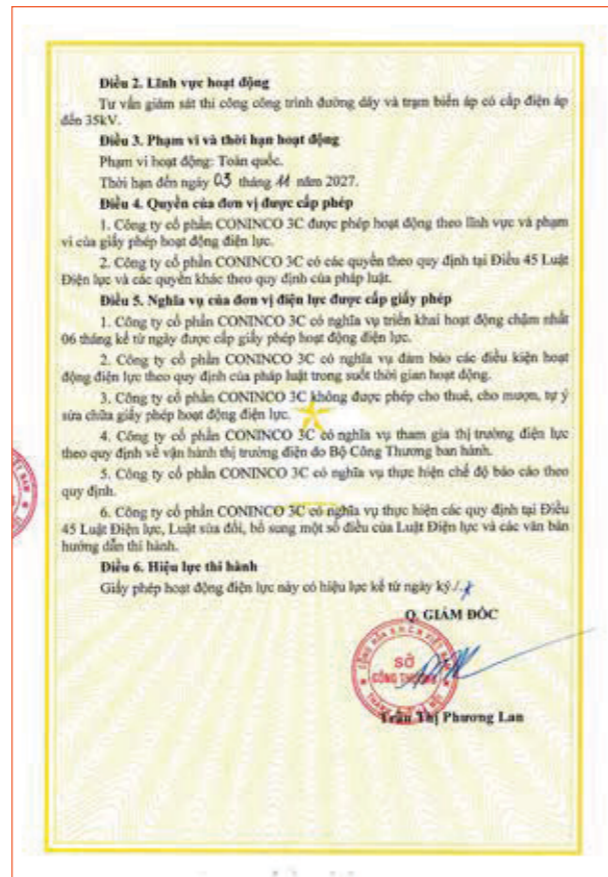 Điều 2. Lĩnh vực hoạt động
Tư vấn giám sát thi công công trình đường dây và trạm biến áp có cấp điện áp
đến 35kV.
Điều 3. Phạm vi và thời hạn hoạt động
Phạm vi hoạt động: Toàn quốc.
Thời hạn đến ngày 03 tháng 11 năm 2027.
Điều 4. Quyền của đơn vị được cấp phép
1. Công ty cổ phần CONINCO 3C được phép hoạt động theo lĩnh vực và phạm
vi của giấy phép hoạt động điện lực.
2. Công ty cổ phần CONINCO 3C có các quyền theo quy định tại Điều 45 Luật
Điện lực và các quyền khác theo quy định của pháp luật.
Điều 5. Nghĩa vụ của đơn vị điện lực được cấp giấy phép
1. Công ty cổ phần CONINCO 3C có nghĩa vụ triển khai hoạt động chậm nhất
06 tháng kể từ ngày được cấp giấy phép hoạt động điện lực.
2. Công ty cổ phần CONINCO 3C có nghĩa vụ đảm bảo các điều kiện hoạt
động điện lực theo quy định của pháp luật trong suốt thời gian hoạt động.
3. Công ty cổ phần CONINCO 3C không được phép cho thuê, cho mượn, tự ý
sửa chữa giấy phép hoạt động điện lực.
4. Công ty cổ phần CONINCO 3C có nghĩa vụ tham gia thị trường điện lực
theo quy định về vận hành thị trường điện do Bộ Công Thương ban hành.
5. Công ty cổ phần CONINCO 3C có nghĩa vụ thực hiện chế độ báo cáo theo
quy định.
6. Công ty cổ phần CONINCO 3C có nghĩa vụ thực hiện các quy định tại Điều
45 Luật Điện lực, Luật sửa đổi, bổ sung một số điều của Luật Điện lực và các văn bản
hướng dẫn thi hành.
Điều 6. Hiệu lực thi hành
Giấy phép hoạt động điện lực này có hiệu lực kể từ ngày ký./.
Q. GIÁM ĐỐC
SỞ
CÔNG THƯƠNG
Trần Thị Phương Lan